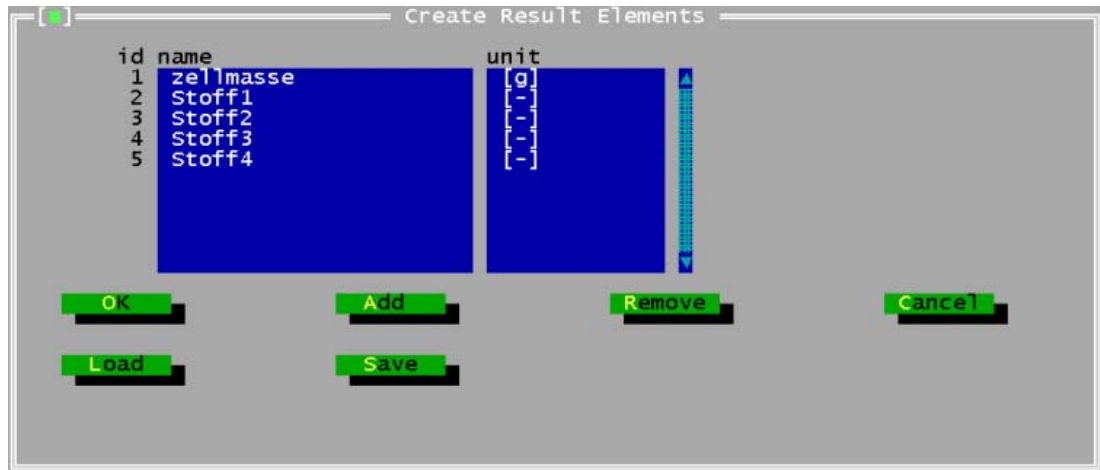 [■] Create Result Elements
id name unit
1 zellmasse [g]
2 Stoff1 [-]
3 Stoff2 [-]
4 Stoff3 [-]
5 Stoff4 [-]
OK Add Remove Cancel
Load Save